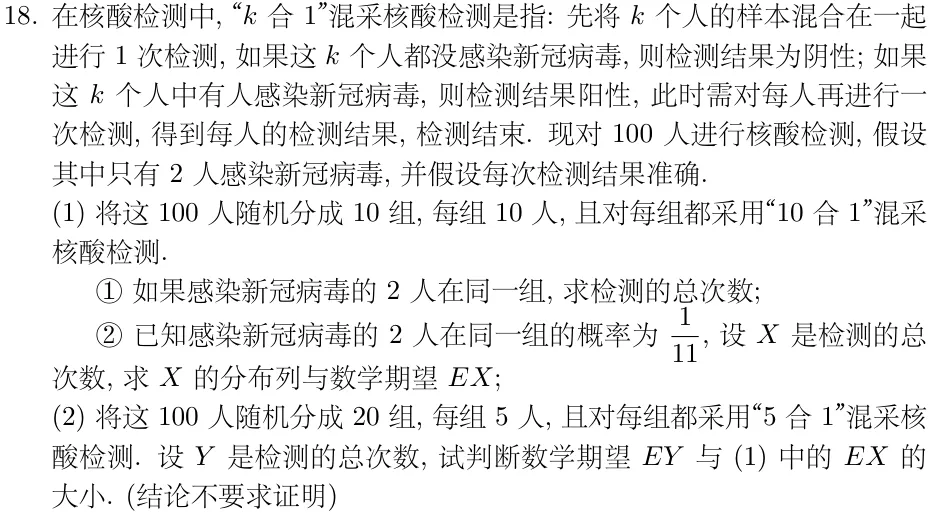 18. 在核酸检测中, “k 合 1”混采核酸检测是指: 先将 k 个人的样本混合在一起
进行 1 次检测, 如果这 k 个人都没感染新冠病毒, 则检测结果为阴性; 如果
这 k 个人中有人感染新冠病毒, 则检测结果阳性, 此时需对每人再进行一
次检测, 得到每人的检测结果, 检测结束. 现对 100 人进行核酸检测, 假设
其中只有 2 人感染新冠病毒, 并假设每次检测结果准确.
(1) 将这 100 人随机分成 10 组, 每组 10 人, 且对每组都采用“10 合 1”混采
核酸检测.
① 如果感染新冠病毒的 2 人在同一组, 求检测的总次数;
② 已知感染新冠病毒的 2 人在同一组的概率为 1/11, 设 X 是检测的总
次数, 求 X 的分布列与数学期望 EX;
(2) 将这 100 人随机分成 20 组, 每组 5 人, 且对每组都采用“5 合 1”混采核
酸检测. 设 Y 是检测的总次数, 试判断数学期望 EY 与 (1) 中的 EX 的
大小. (结论不要求证明)